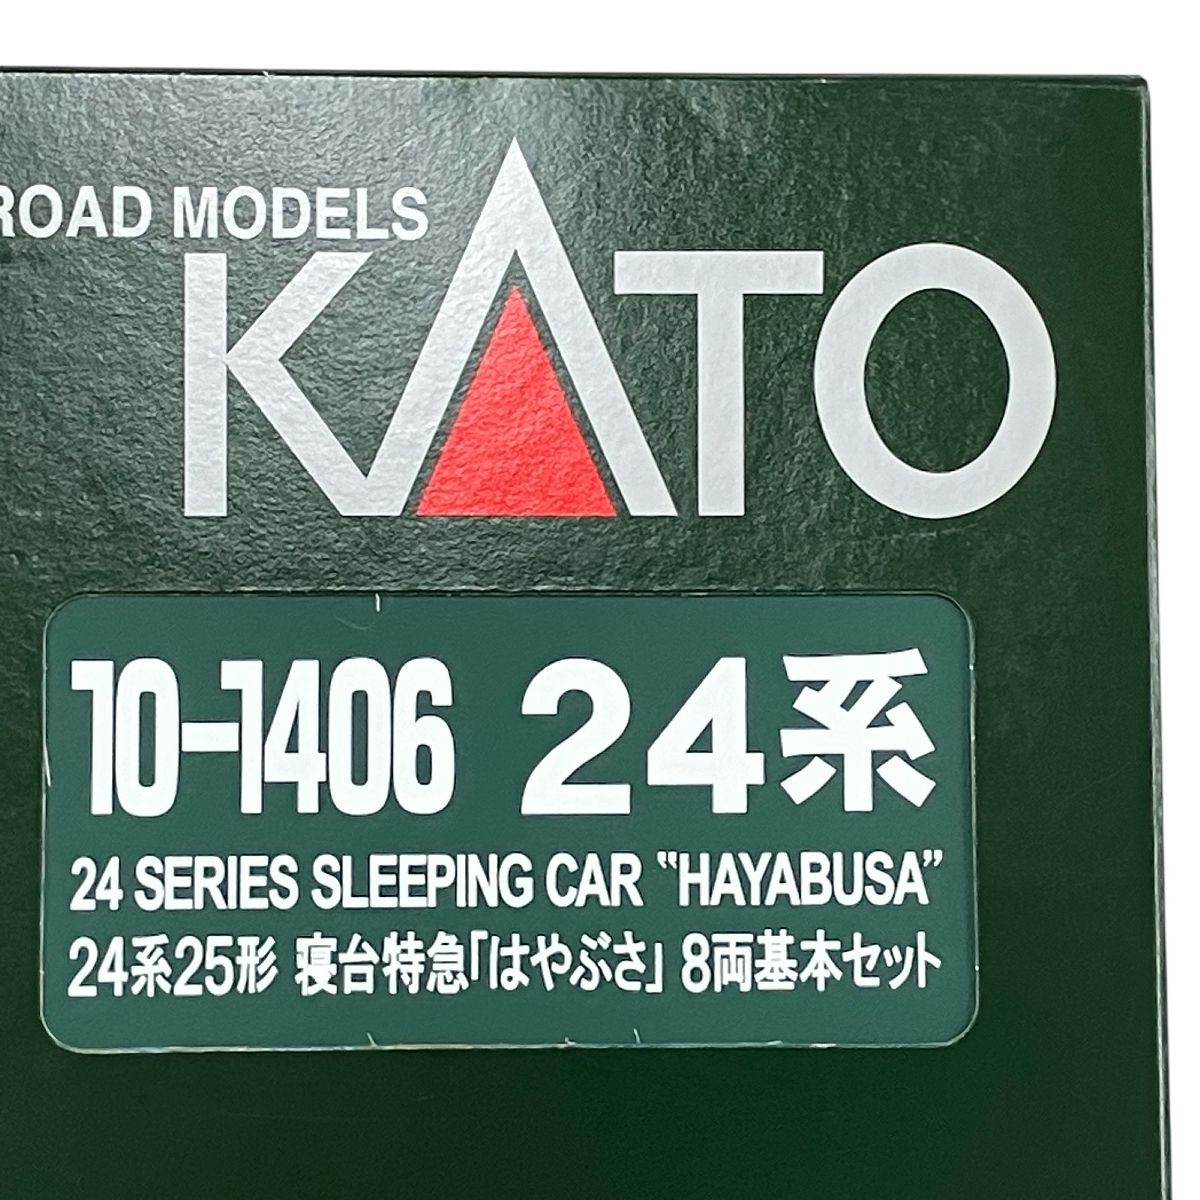 ROAD MODELS
KATO
10-1406 24系
24 SERIES SLEEPING CAR "HAYABUSA"
24系25形 寝台特急「はやぶさ」 8両基本セット